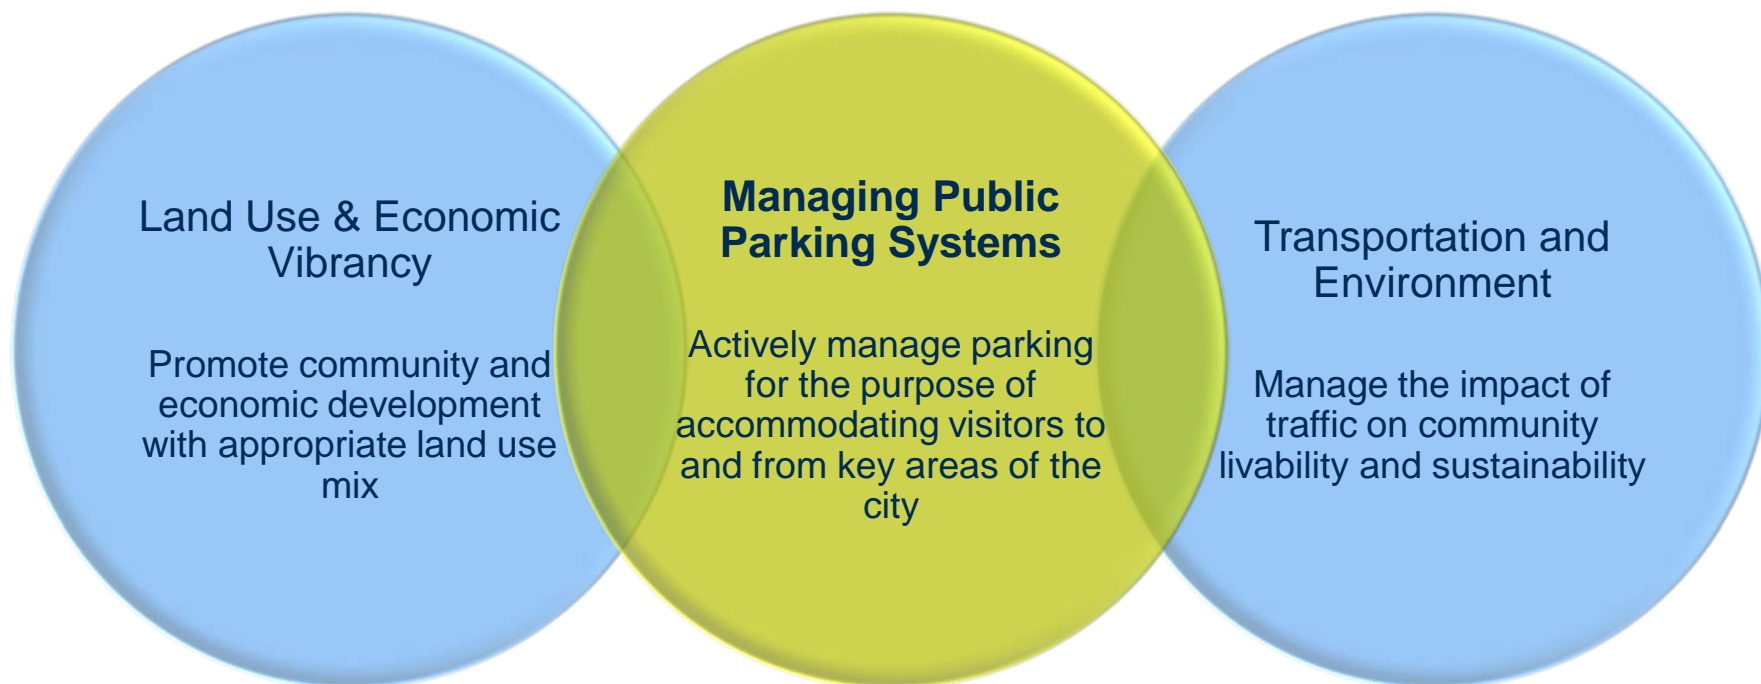 Land Use & Economic
Vibrancy
Promote community and
economic development
with appropriate land use
mix
Managing Public
Parking Systems
Actively manage parking
for the purpose of
accommodating visitors to
and from key areas of the
city
Transportation and
Environment
Manage the impact of
traffic on community
livability and sustainability